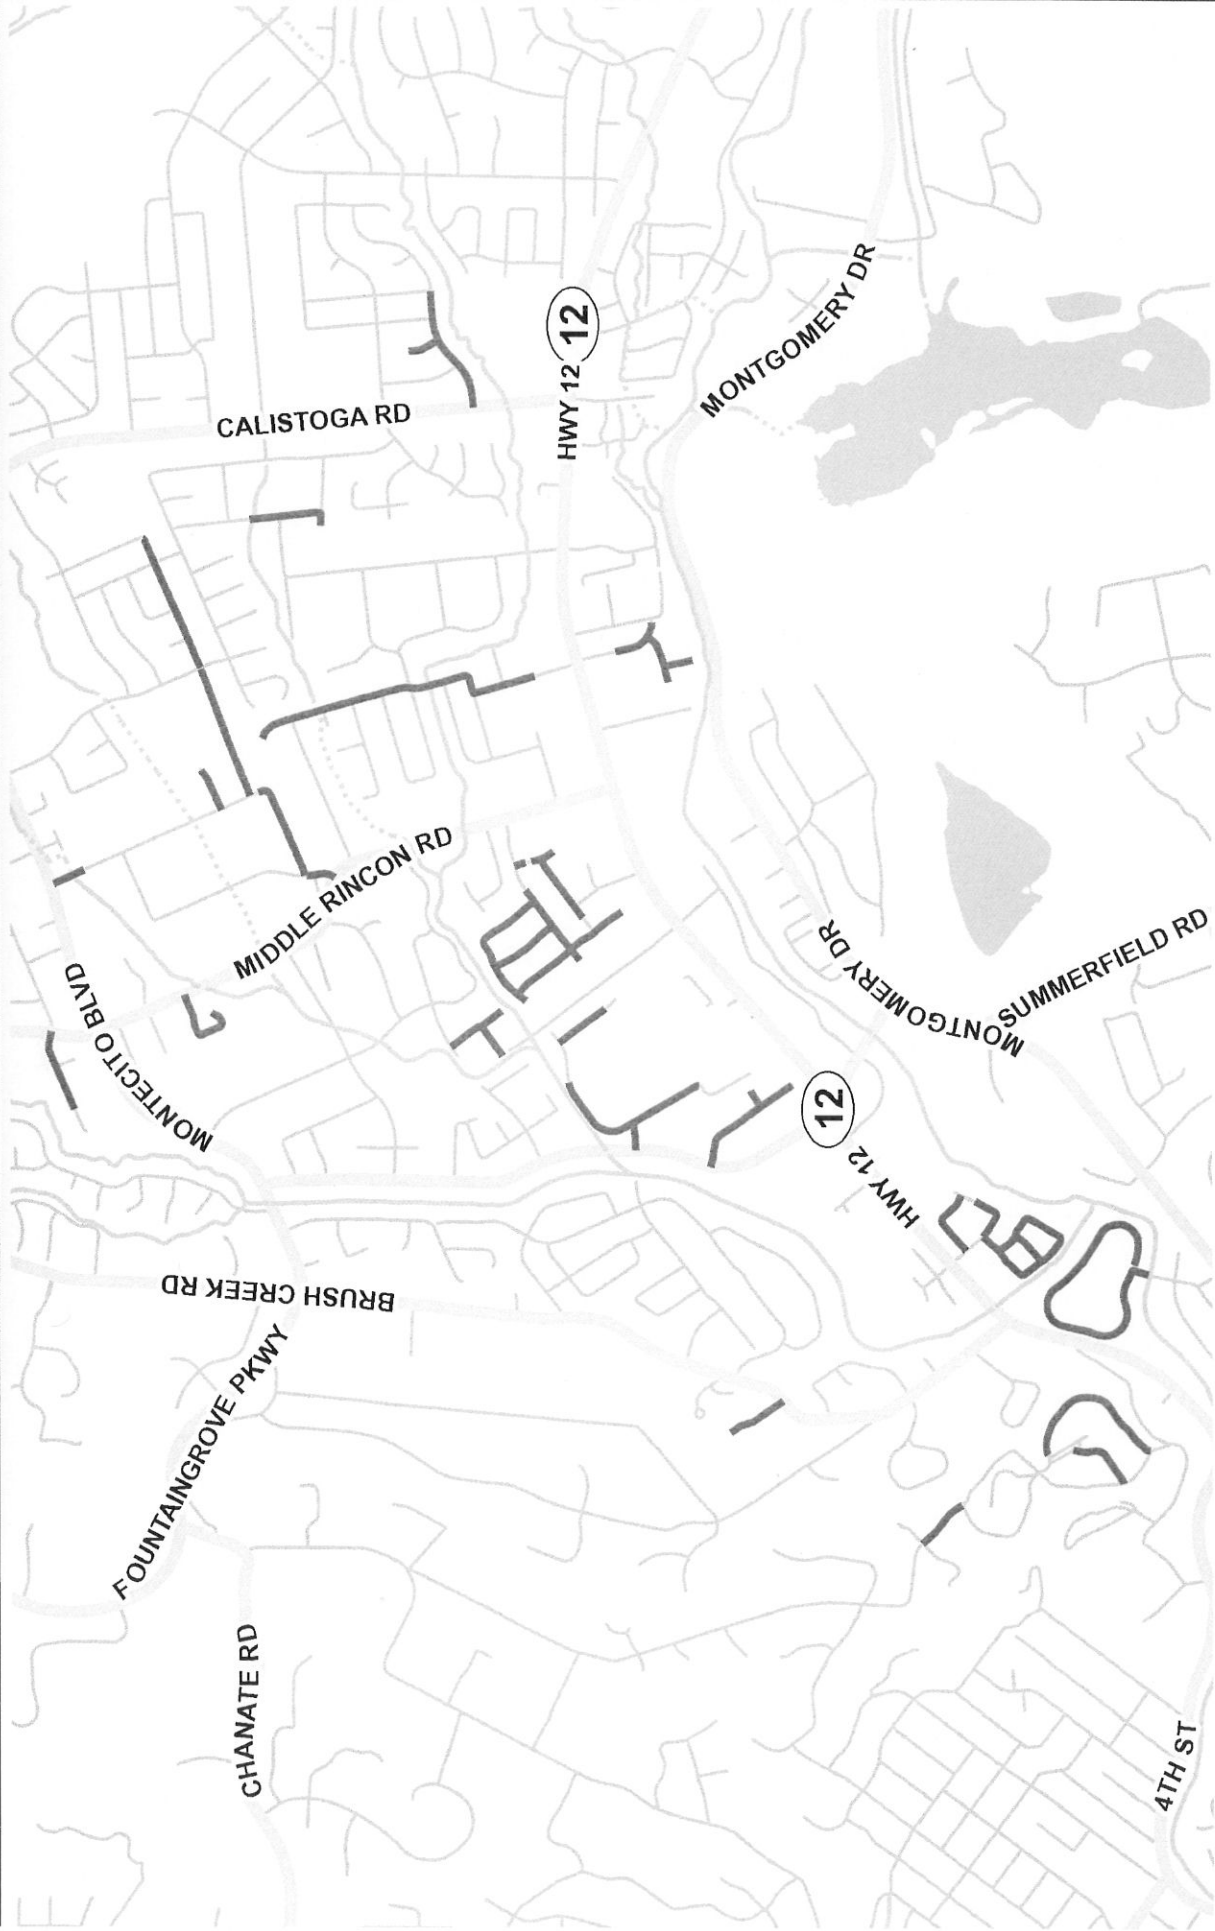 CALISTOGA RD
HWY 12
12
MONTGOMERY DR
MIDDLE RINCON RD
MONTECITO BLVD
MONTGOMERY DR
MONTGOMERY
SUMMERFIELD RD
12
HWY 12
BRUSH CREEK RD
FOUNTAINGROVE PKWY
CHANATE RD
4TH ST